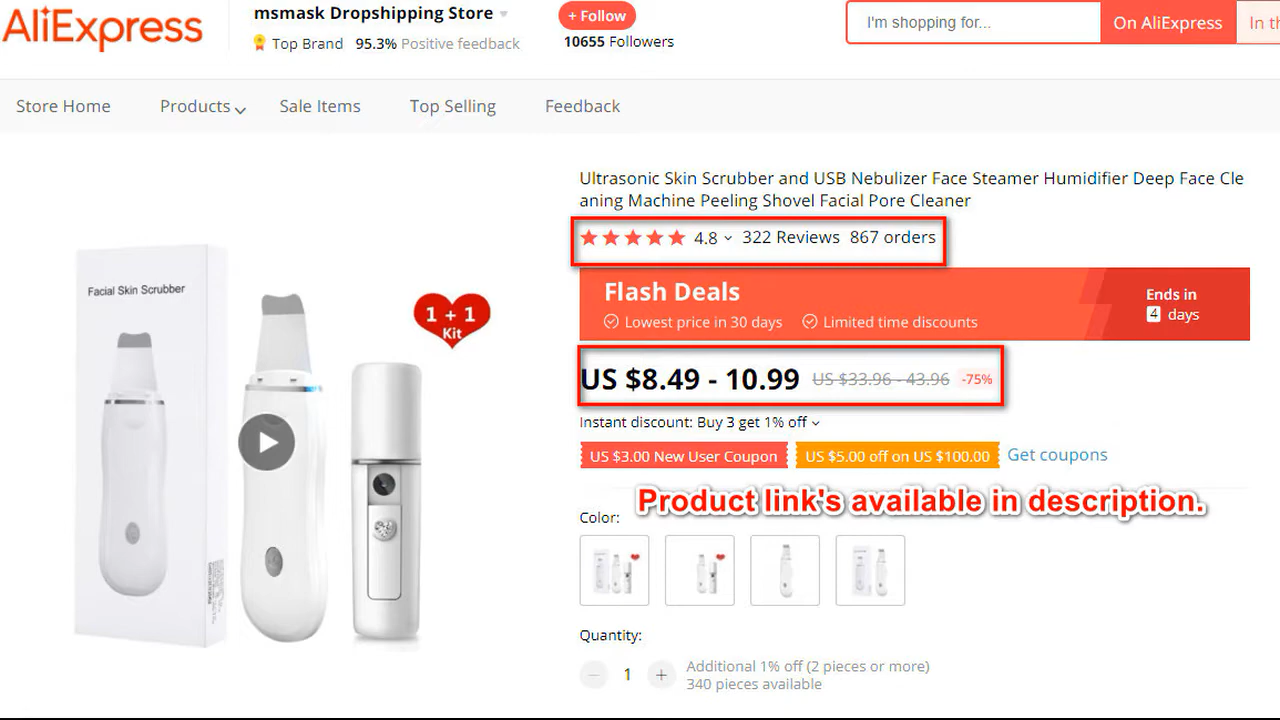 AliExpress
msmask Dropshipping Store
Top Brand 95.3% Positive feedback
+ Follow
10655 Followers
I'm shopping for...
On AliExpress
In th
Store Home Products Sale Items Top Selling Feedback
Ultrasonic Skin Scrubber and USB Nebulizer Face Steamer Humidifier Deep Face Cle
aning Machine Peeling Shovel Facial Pore Cleaner
4.8 322 Reviews 867 orders
Facial Skin Scrubber
1 + 1
Kit
Flash Deals
Lowest price in 30 days Limited time discounts
Ends in
4 days
US $8.49 - 10.99 US $33.96 - 43.96 -75%
Instant discount: Buy 3 get 1% off
US $3.00 New User Coupon US $5.00 off on US $100.00 Get coupons
Product link's available in description.
Color:
Quantity:
1
Additional 1% off (2 pieces or more)
340 pieces available